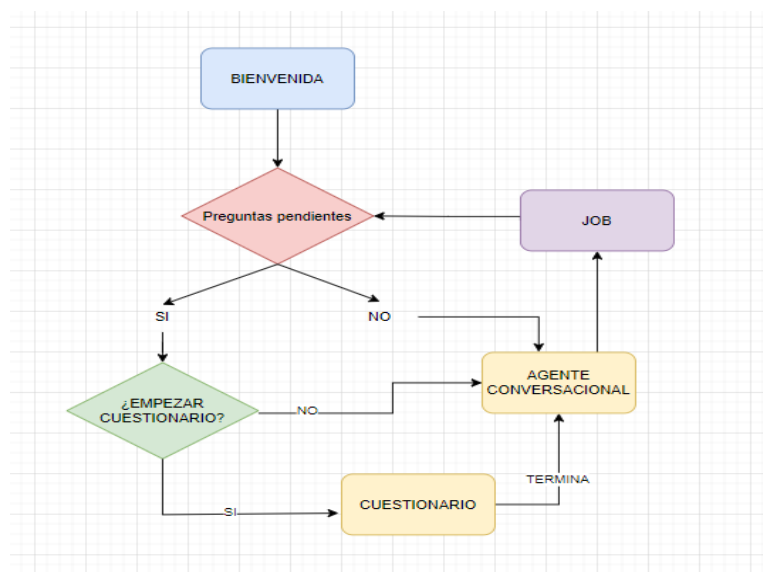 BIENVENIDA
Preguntas pendientes
JOB
SI
NO
¿EMPEZAR
CUESTIONARIO?
NO
AGENTE
CONVERSACIONAL
TERMINA
SI
CUESTIONARIO